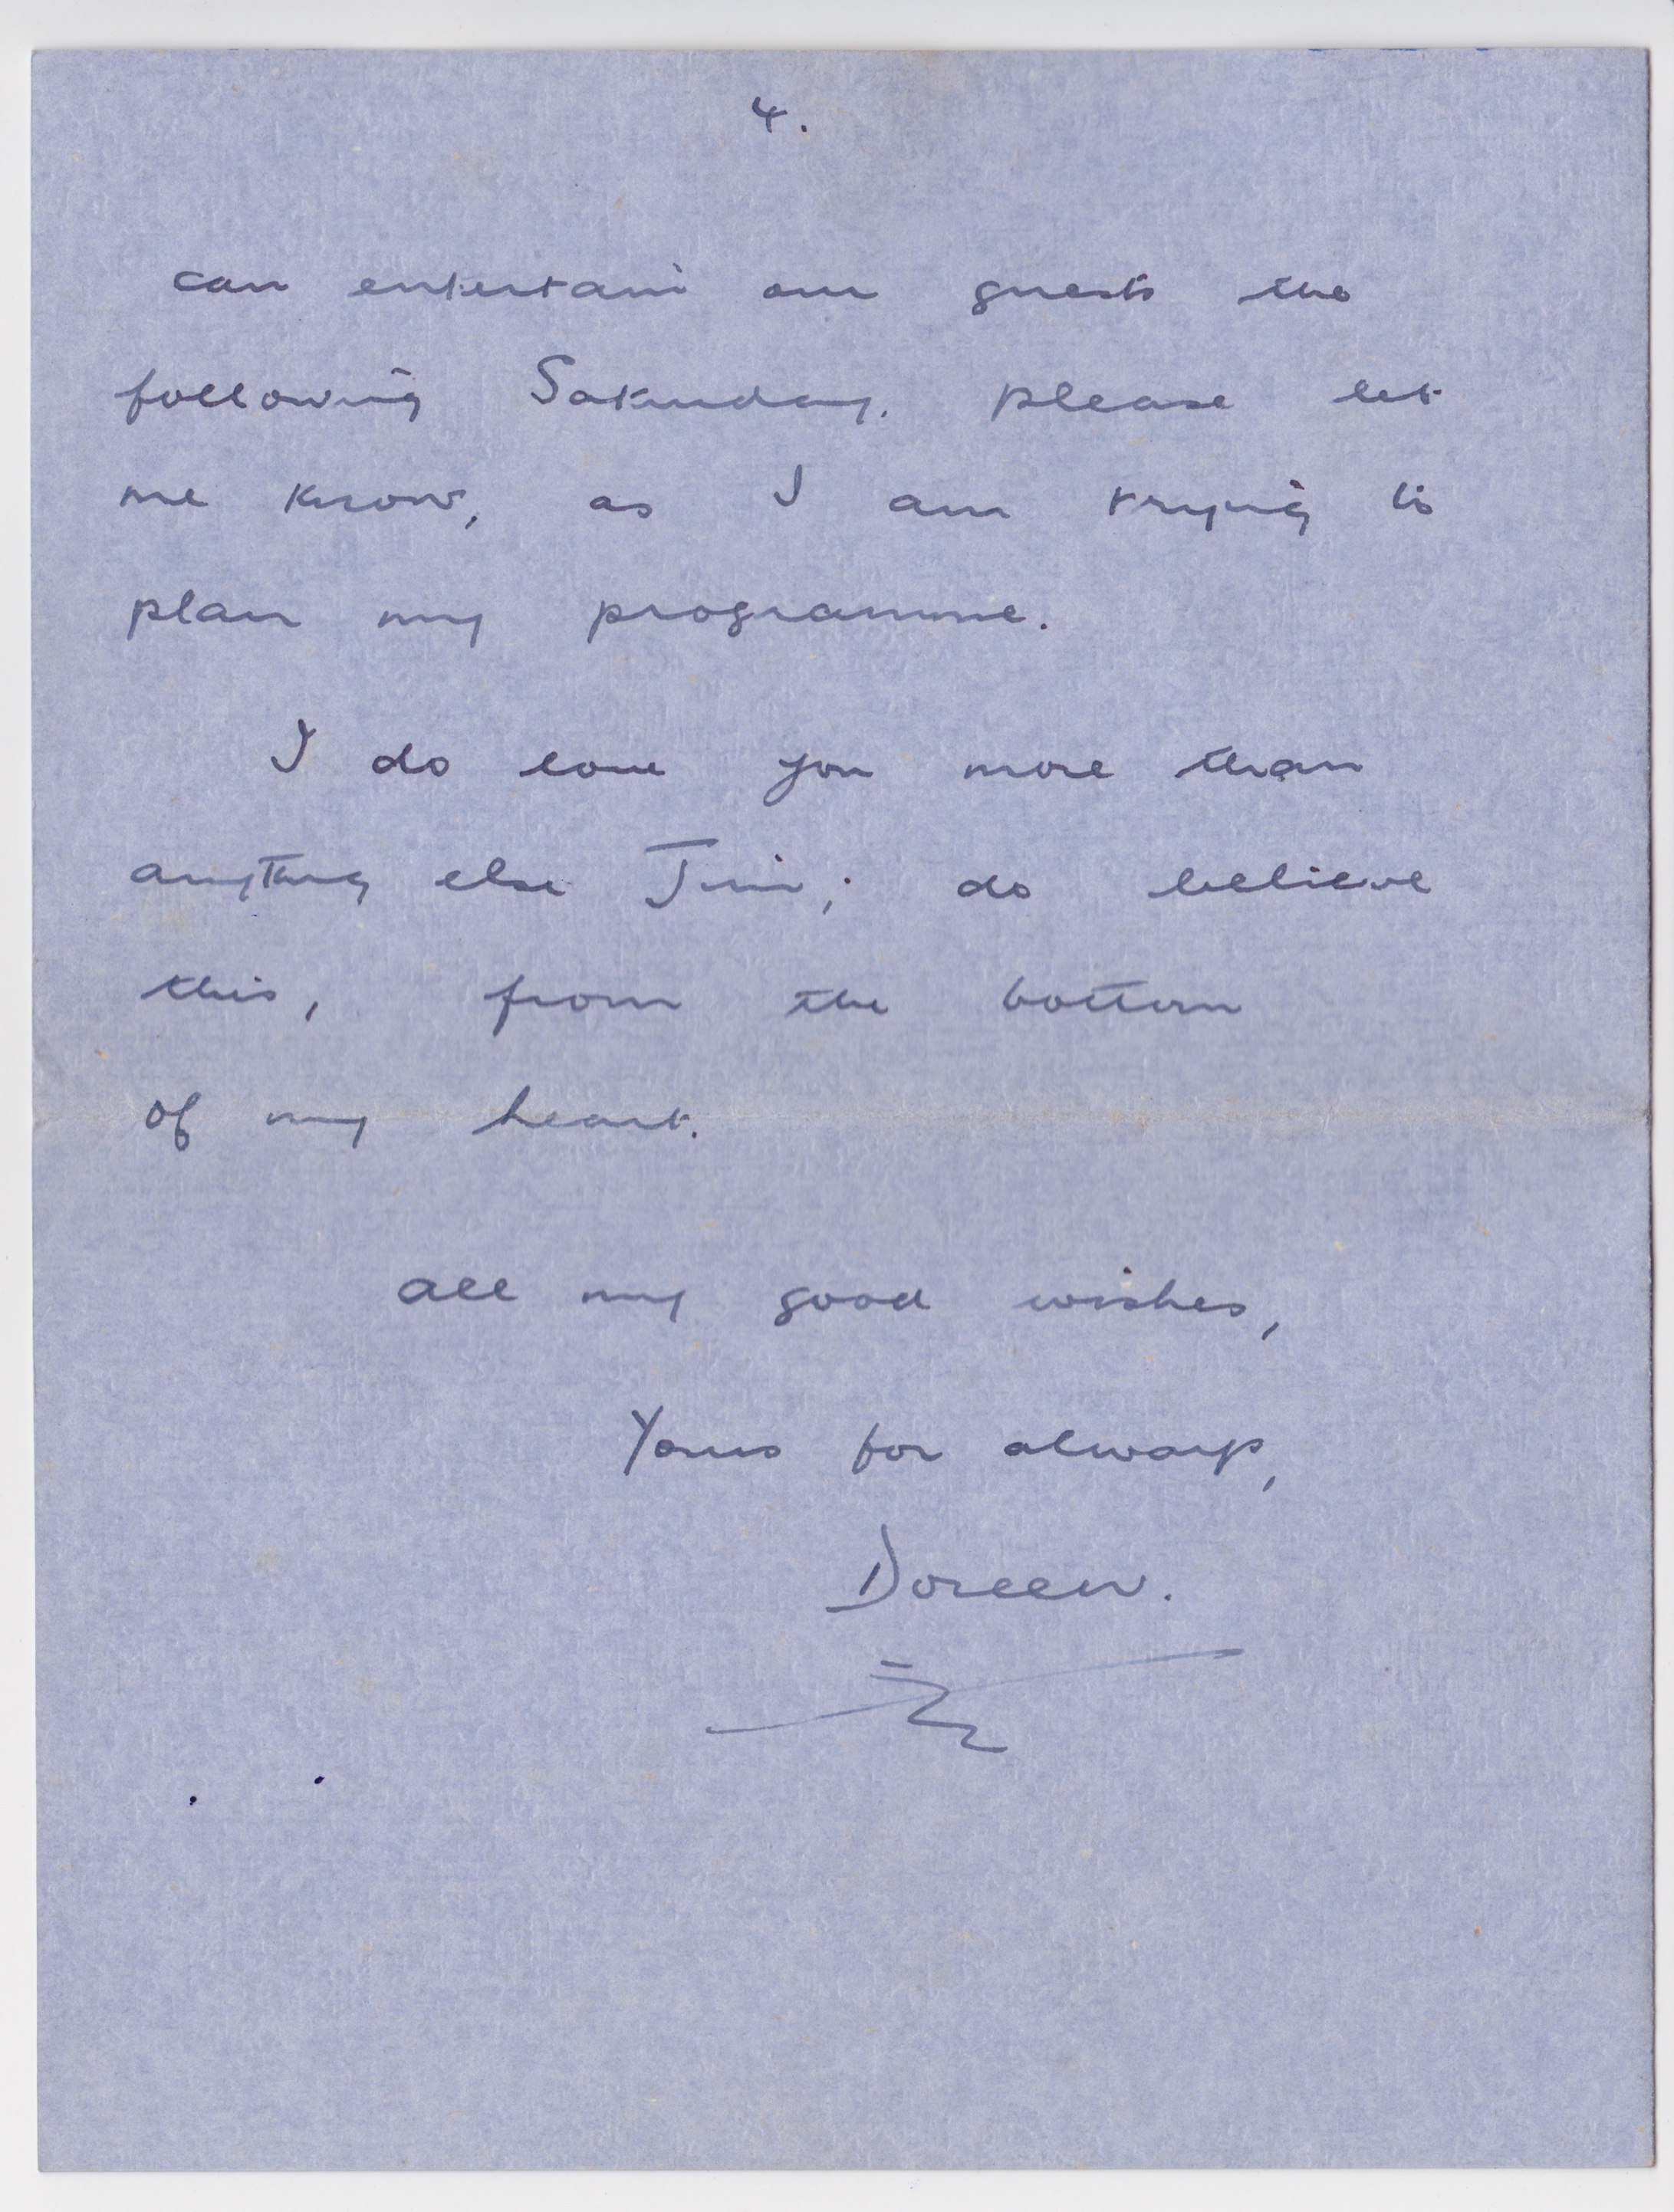 4.
can entertain our guests the
following Saturday. please let
me know, as I am trying to
plan my programme.
I do love you more than
anything else Jim; do believe
this, from the bottom
of my heart.
all my good wishes,
Yours for always,
Doreen.